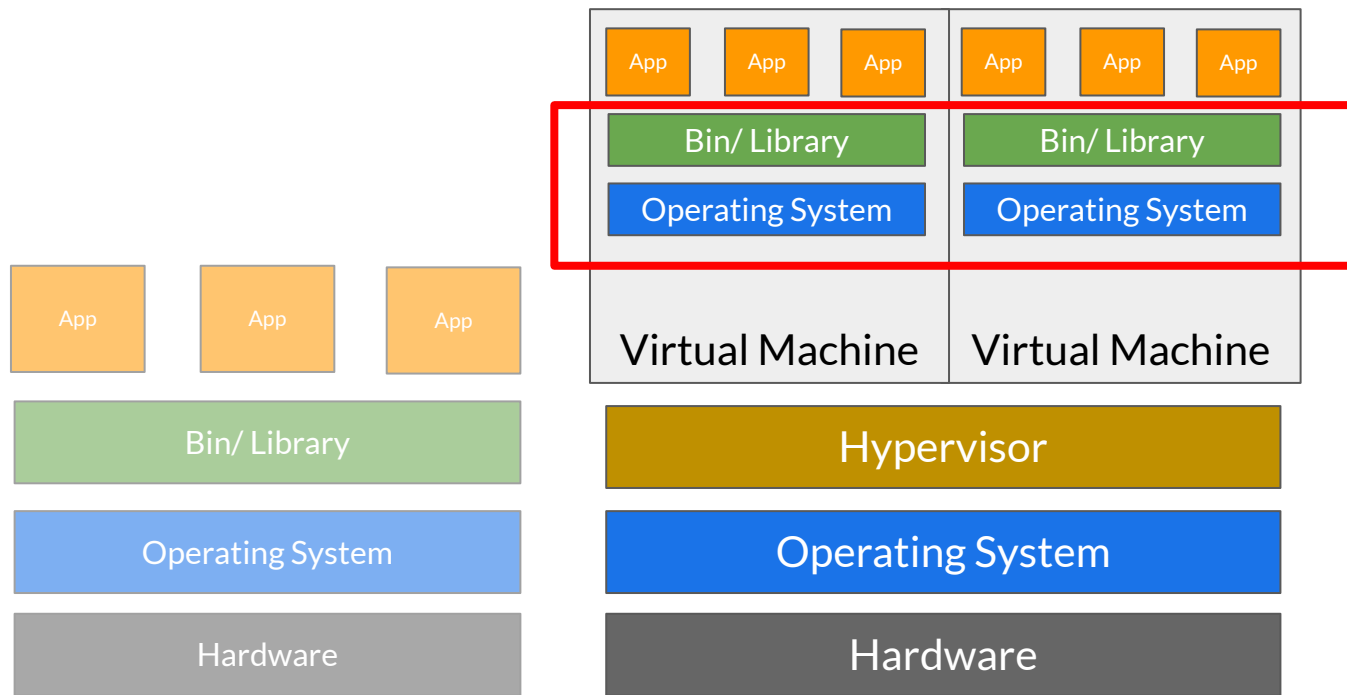 App
App
App
App
App
App
Bin/ Library
Bin/ Library
Operating System
Operating System
Virtual Machine
Virtual Machine
App
App
App
Bin/ Library
Operating System
Hardware
Hypervisor
Operating System
Hardware